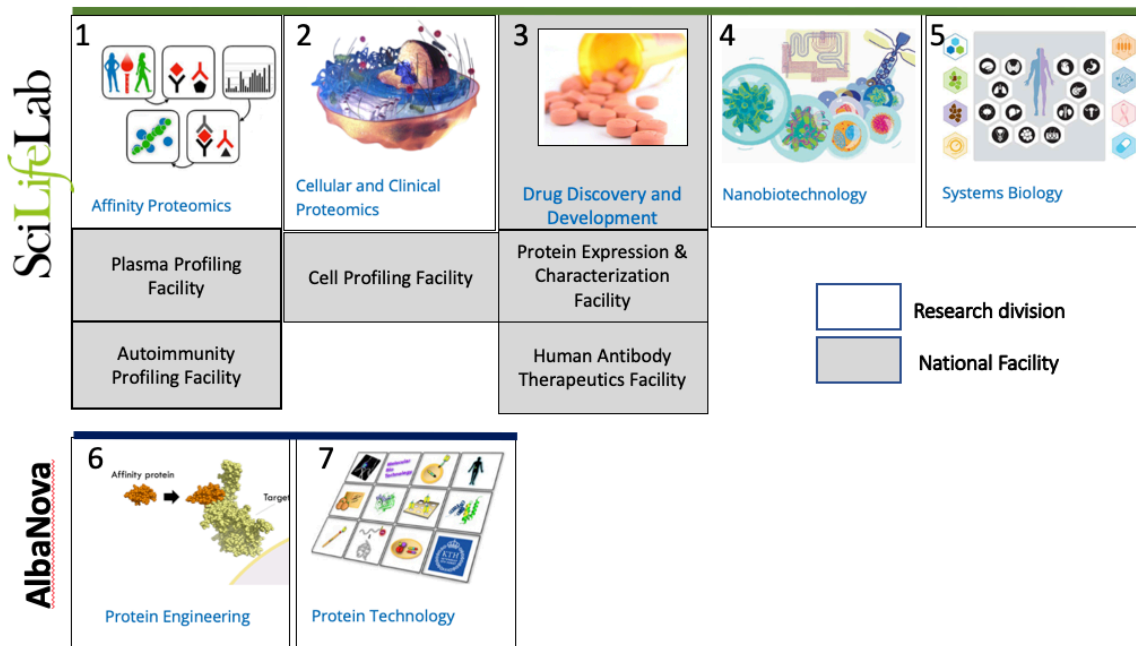 SciLifeLab
1
2
3
4
5
Affinity Proteomics
Cellular and Clinical
Proteomics
Drug Discovery and
Development
Nanobiotechnology
Systems Biology
Plasma Profiling
Facility
Cell Profiling Facility
Protein Expression &
Characterization
Facility
Autoimmunity
Profiling Facility
Human Antibody
Therapeutics Facility
Research division
National Facility
AlbaNova
6
7
Affinity protein
Target
KTH
Protein Engineering
Protein Technology